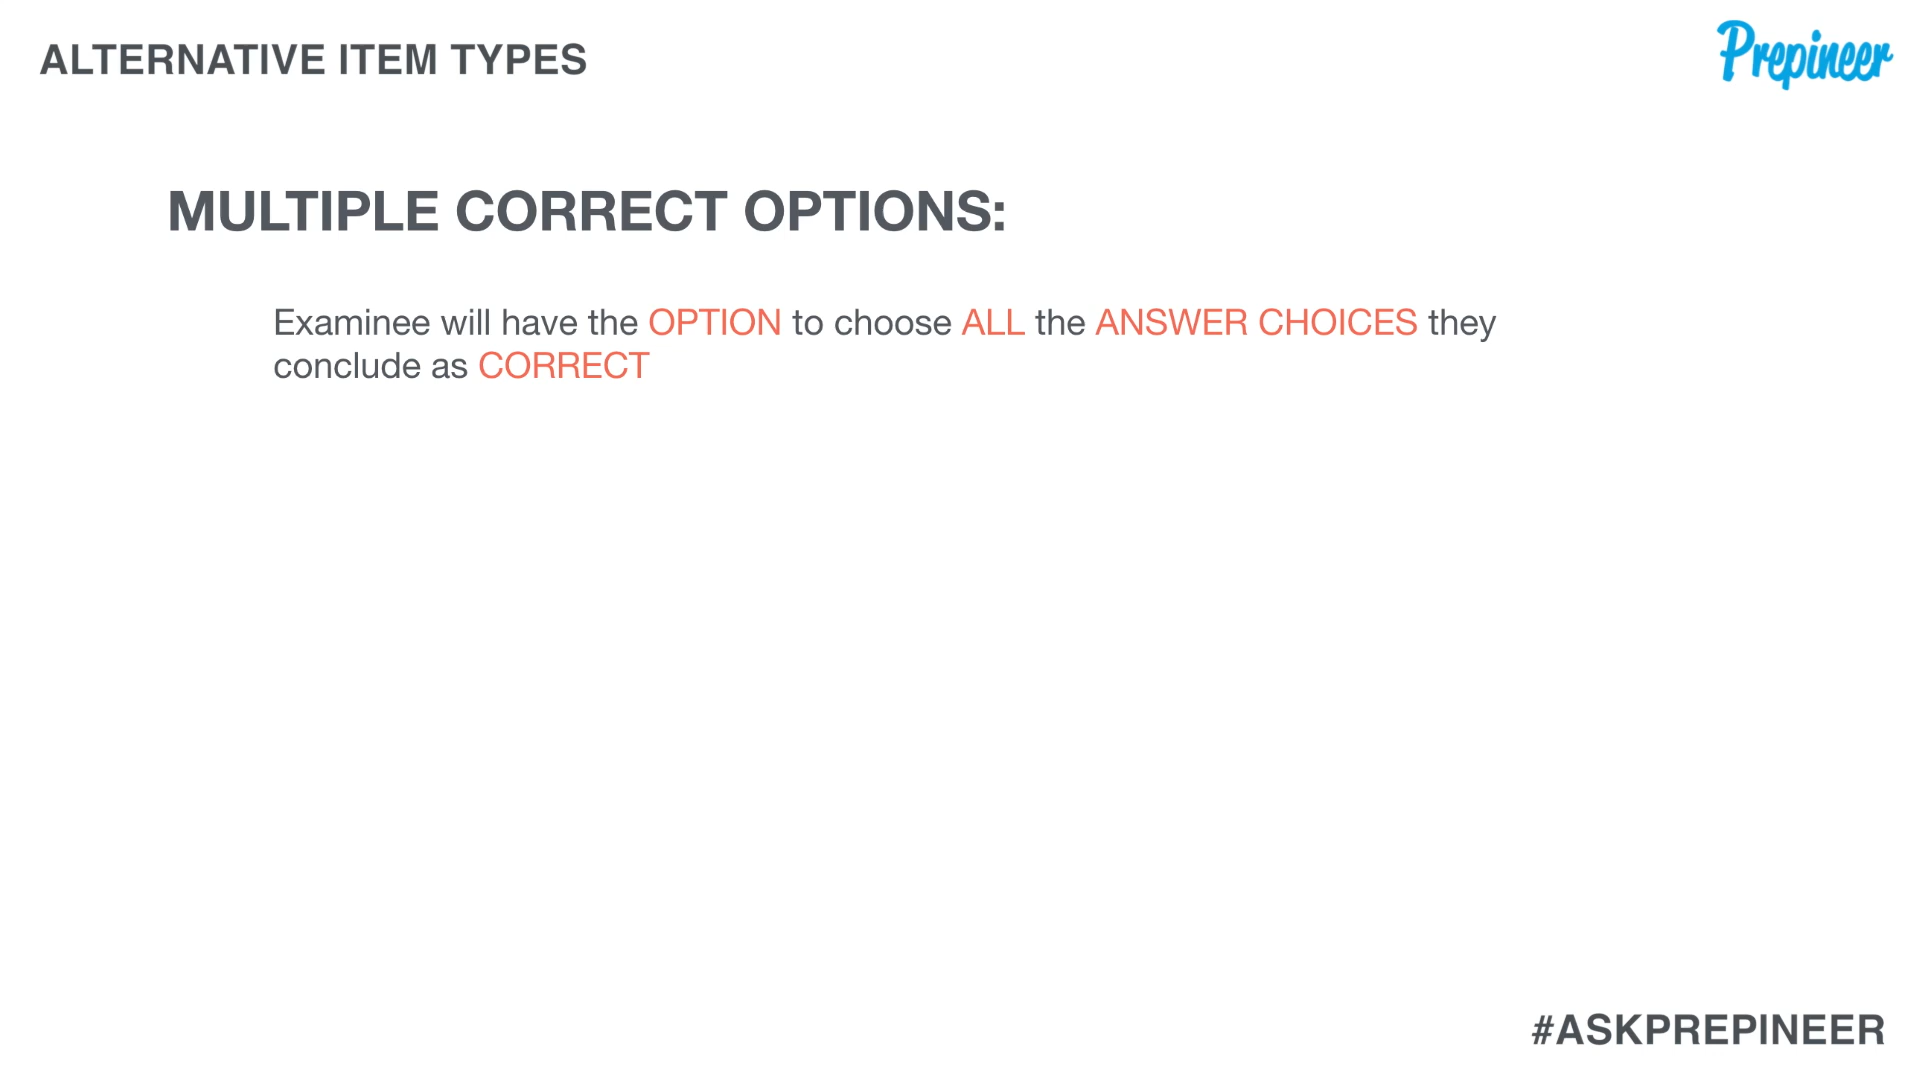 ALTERNATIVE ITEM TYPES
Prepineer
MULTIPLE CORRECT OPTIONS:
Examinee will have the OPTION to choose ALL the ANSWER CHOICES they
conclude as CORRECT
#ASKPREPINEER